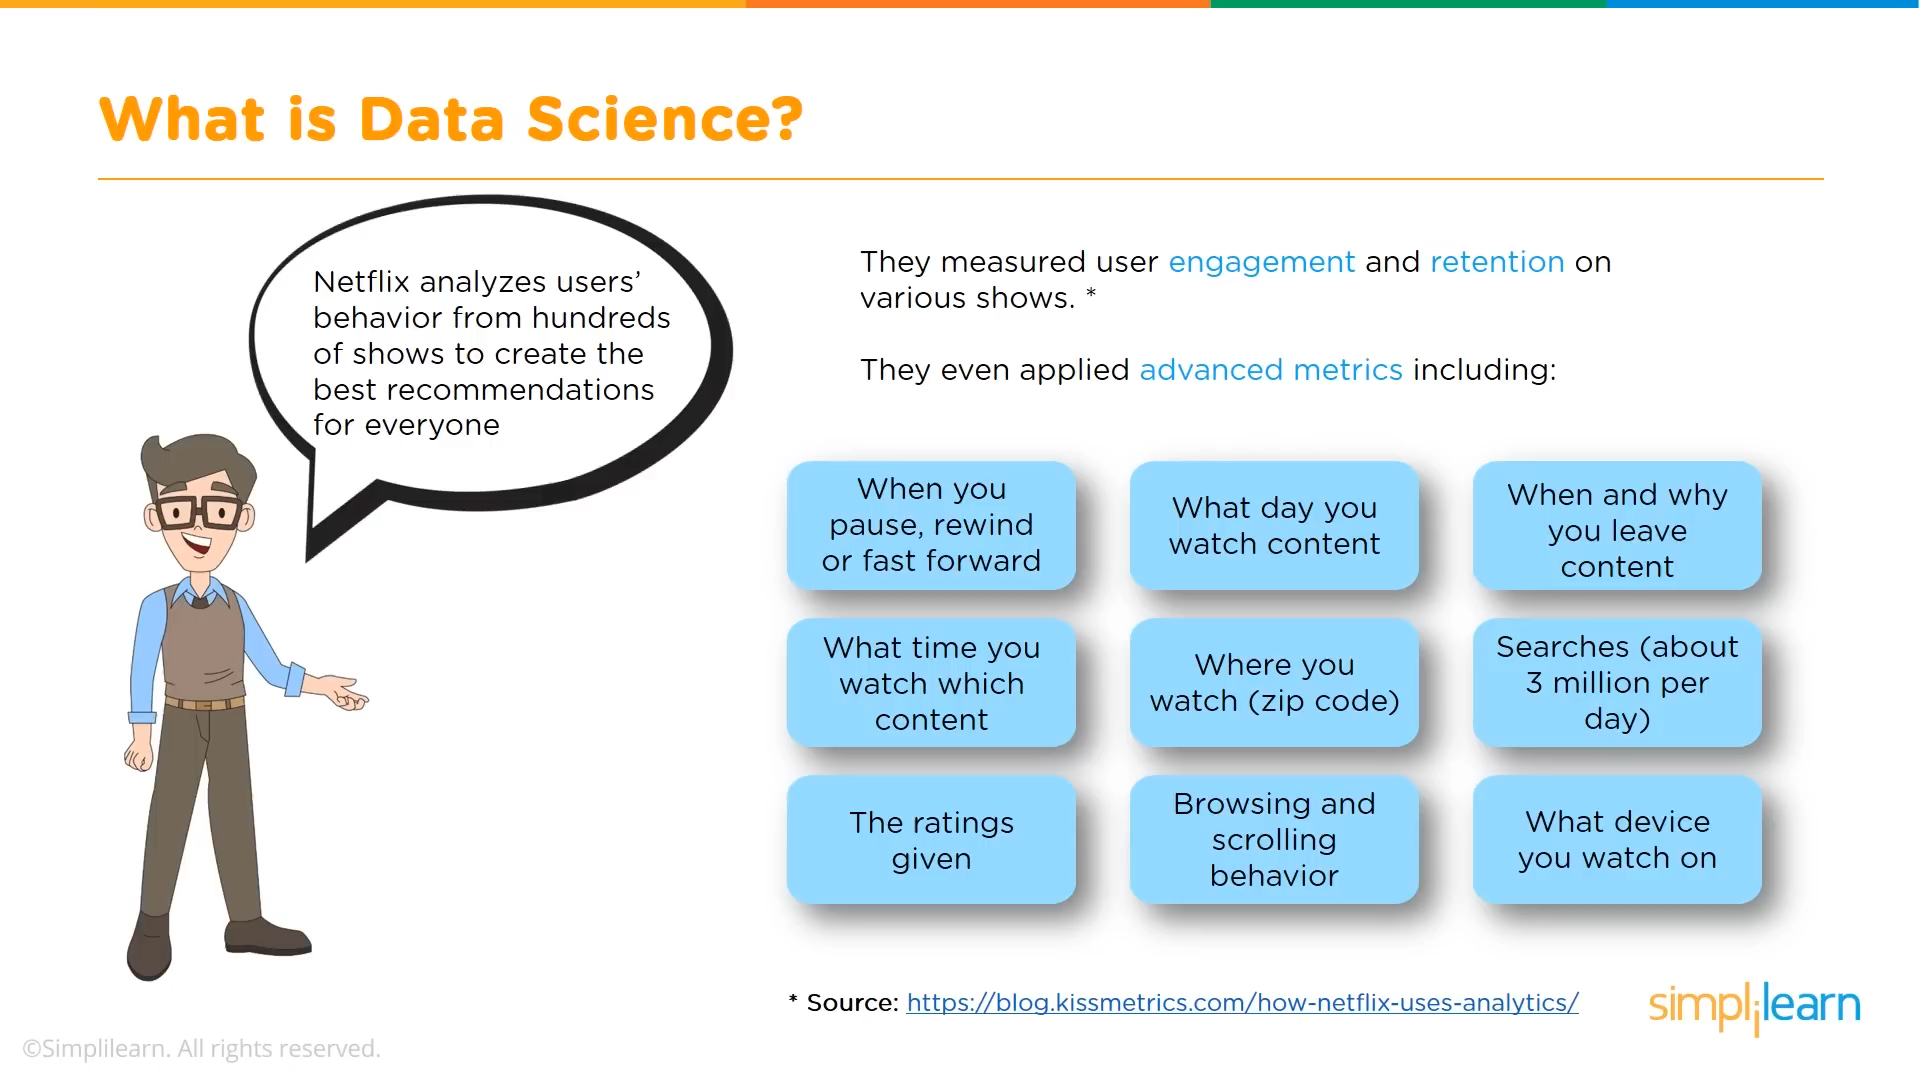 What is Data Science?
Netflix analyzes users’
behavior from hundreds
of shows to create the
best recommendations
for everyone
They measured user engagement and retention on
various shows. *
They even applied advanced metrics including:
When you
pause, rewind
or fast forward
What day you
watch content
When and why
you leave
content
What time you
watch which
content
Where you
watch (zip code)
Searches (about
3 million per
day)
The ratings
given
Browsing and
scrolling
behavior
What device
you watch on
* Source: https://blog.kissmetrics.com/how-netflix-uses-analytics/
simplilearn
©Simplilearn. All rights reserved.